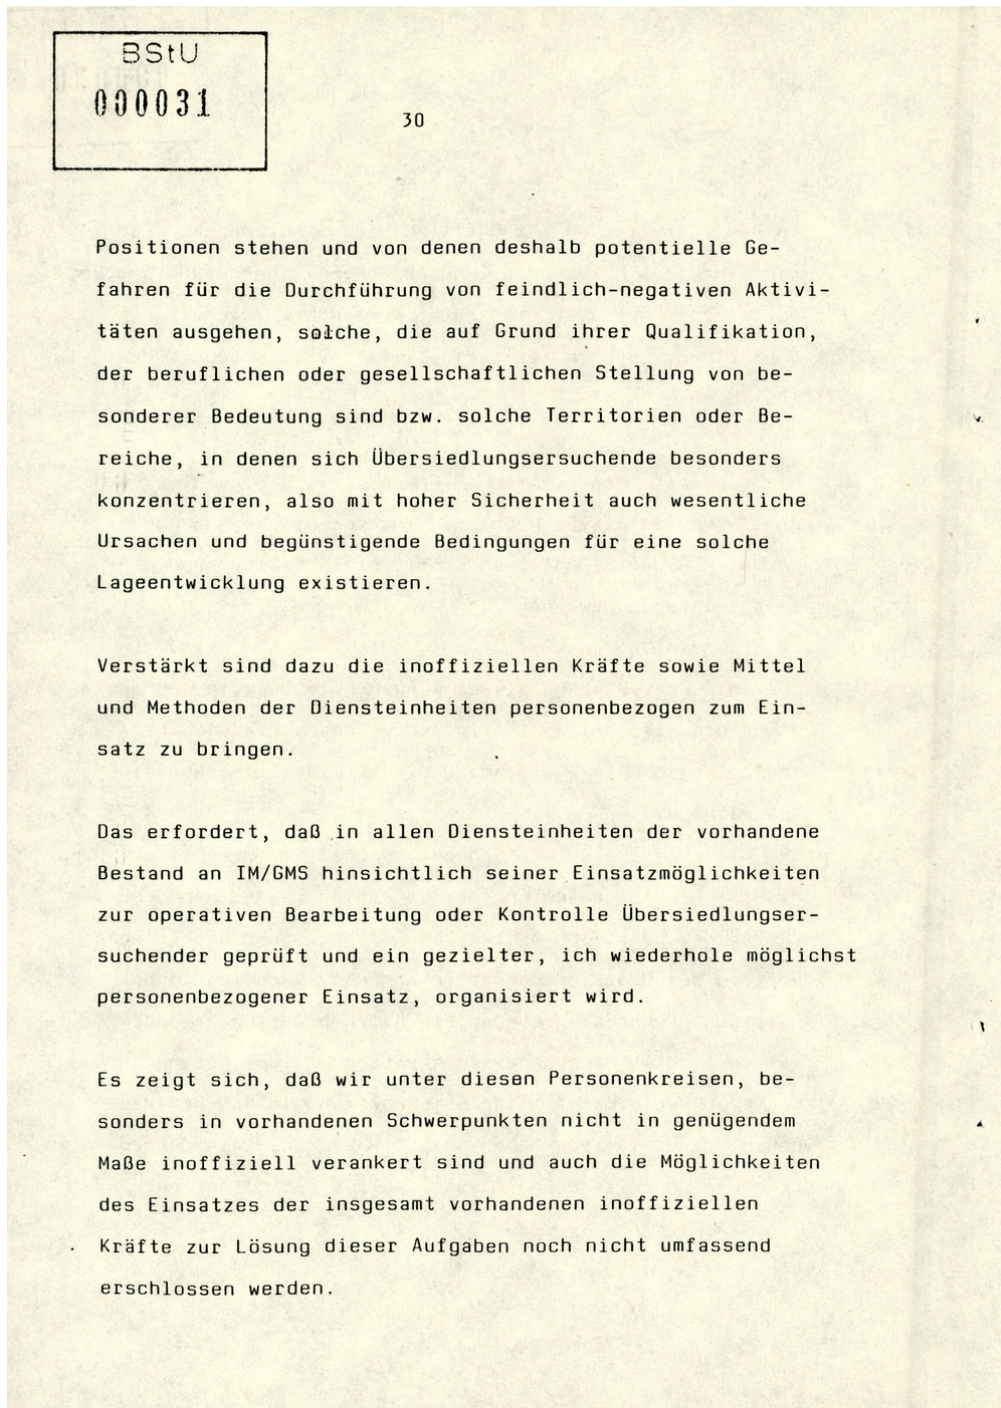 BStU
000031
30
Positionen stehen und von denen deshalb potentielle Ge-
fahren für die Durchführung von feindlich-negativen Aktivi-
täten ausgehen, solche, die auf Grund ihrer Qualifikation,
der beruflichen oder gesellschaftlichen Stellung von be-
sonderer Bedeutung sind bzw. solche Territorien oder Be-
reiche, in denen sich Übersiedlungsersuchende besonders
konzentrieren, also mit hoher Sicherheit auch wesentliche
Ursachen und begünstigende Bedingungen für eine solche
Lageentwicklung existieren.
Verstärkt sind dazu die inoffiziellen Kräfte sowie Mittel
und Methoden der Diensteinheiten personenbezogen zum Ein-
satz zu bringen.
Das erfordert, daß in allen Diensteinheiten der vorhandene
Bestand an IM/GMS hinsichtlich seiner Einsatzmöglichkeiten
zur operativen Bearbeitung oder Kontrolle Übersiedlungser-
suchender geprüft und ein gezielter, ich wiederhole möglichst
personenbezogener Einsatz, organisiert wird.
Es zeigt sich, daß wir unter diesen Personenkreisen, be-
sonders in vorhandenen Schwerpunkten nicht in genügendem
Maße inoffiziell verankert sind und auch die Möglichkeiten
des Einsatzes der insgesamt vorhandenen inoffiziellen
Kräfte zur Lösung dieser Aufgaben noch nicht umfassend
erschlossen werden.